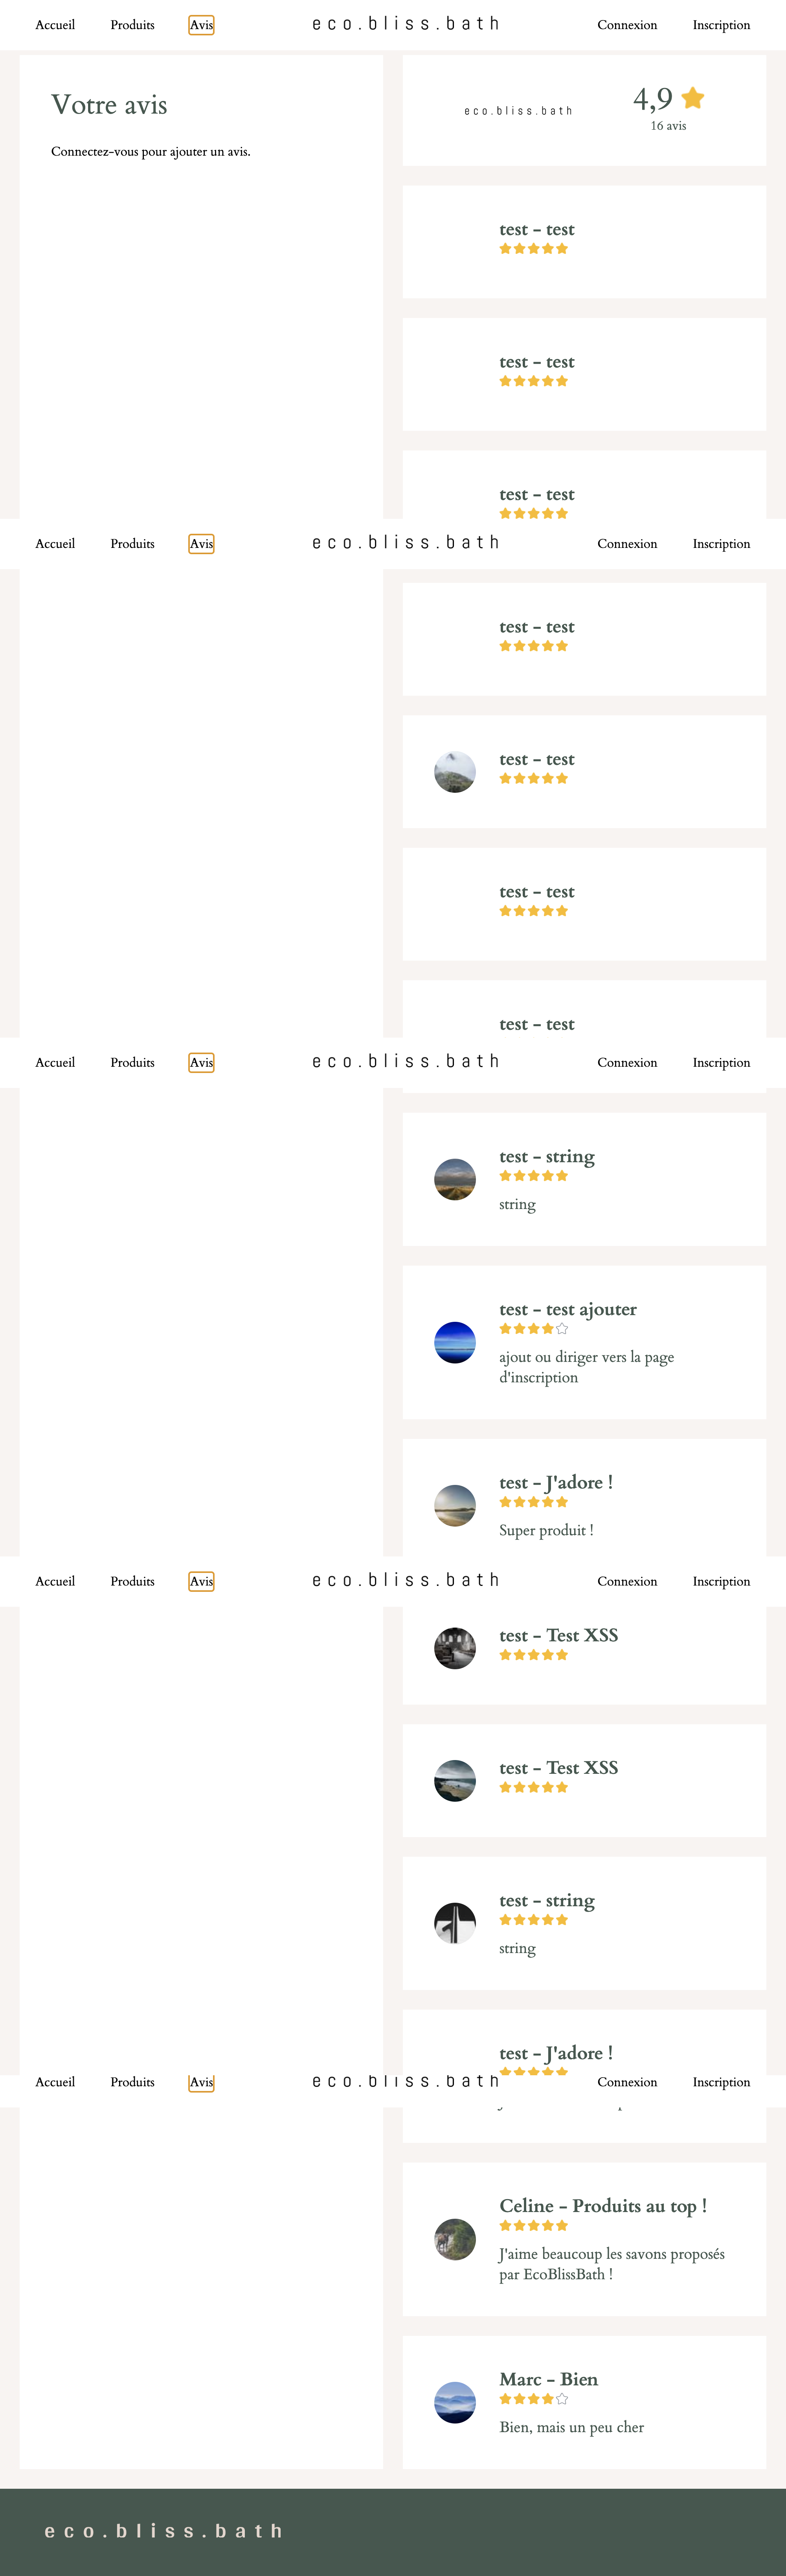 Accueil Produits Avis eco.bliss.bath Connexion Inscription
Votre avis
Connectez-vous pour ajouter un avis.
eco.bliss.bath
4,9
16 avis
test - test
test - test
test - test
Accueil Produits Avis eco.bliss.bath Connexion Inscription
test - test
test - test
test - test
test - test
Accueil Produits Avis eco.bliss.bath Connexion Inscription
test - string
string
test - test ajouter
ajout ou diriger vers la page
d'inscription
test - J'adore !
Super produit !
Accueil Produits Avis eco.bliss.bath Connexion Inscription
test - Test XSS
test - Test XSS
test - string
string
test - J'adore !
Accueil Produits Avis eco.bliss.bath Connexion Inscription
Celine - Produits au top !
J'aime beaucoup les savons proposés
par EcoBlissBath !
Marc - Bien
Bien, mais un peu cher
eco.bliss.bath